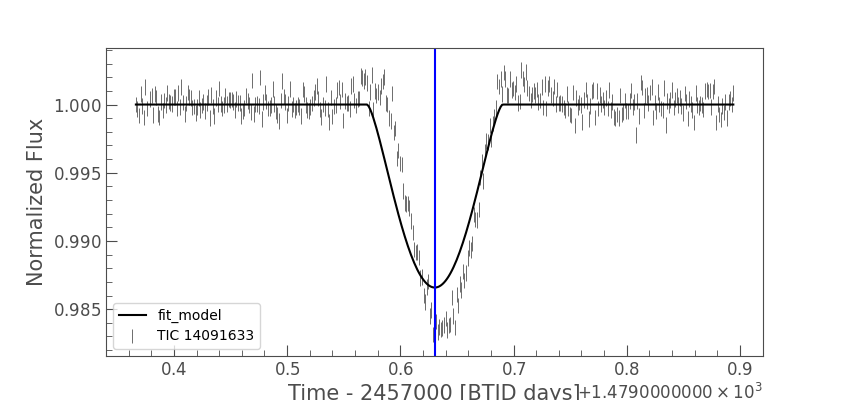 1.000
0.995
0.990
0.985
Normalized Flux
fit_model
TIC 14091633
0.4 0.5 0.6 0.7 0.8 0.9
Time - 2457000 [BTJD days]
+1.4790000000 × 10³